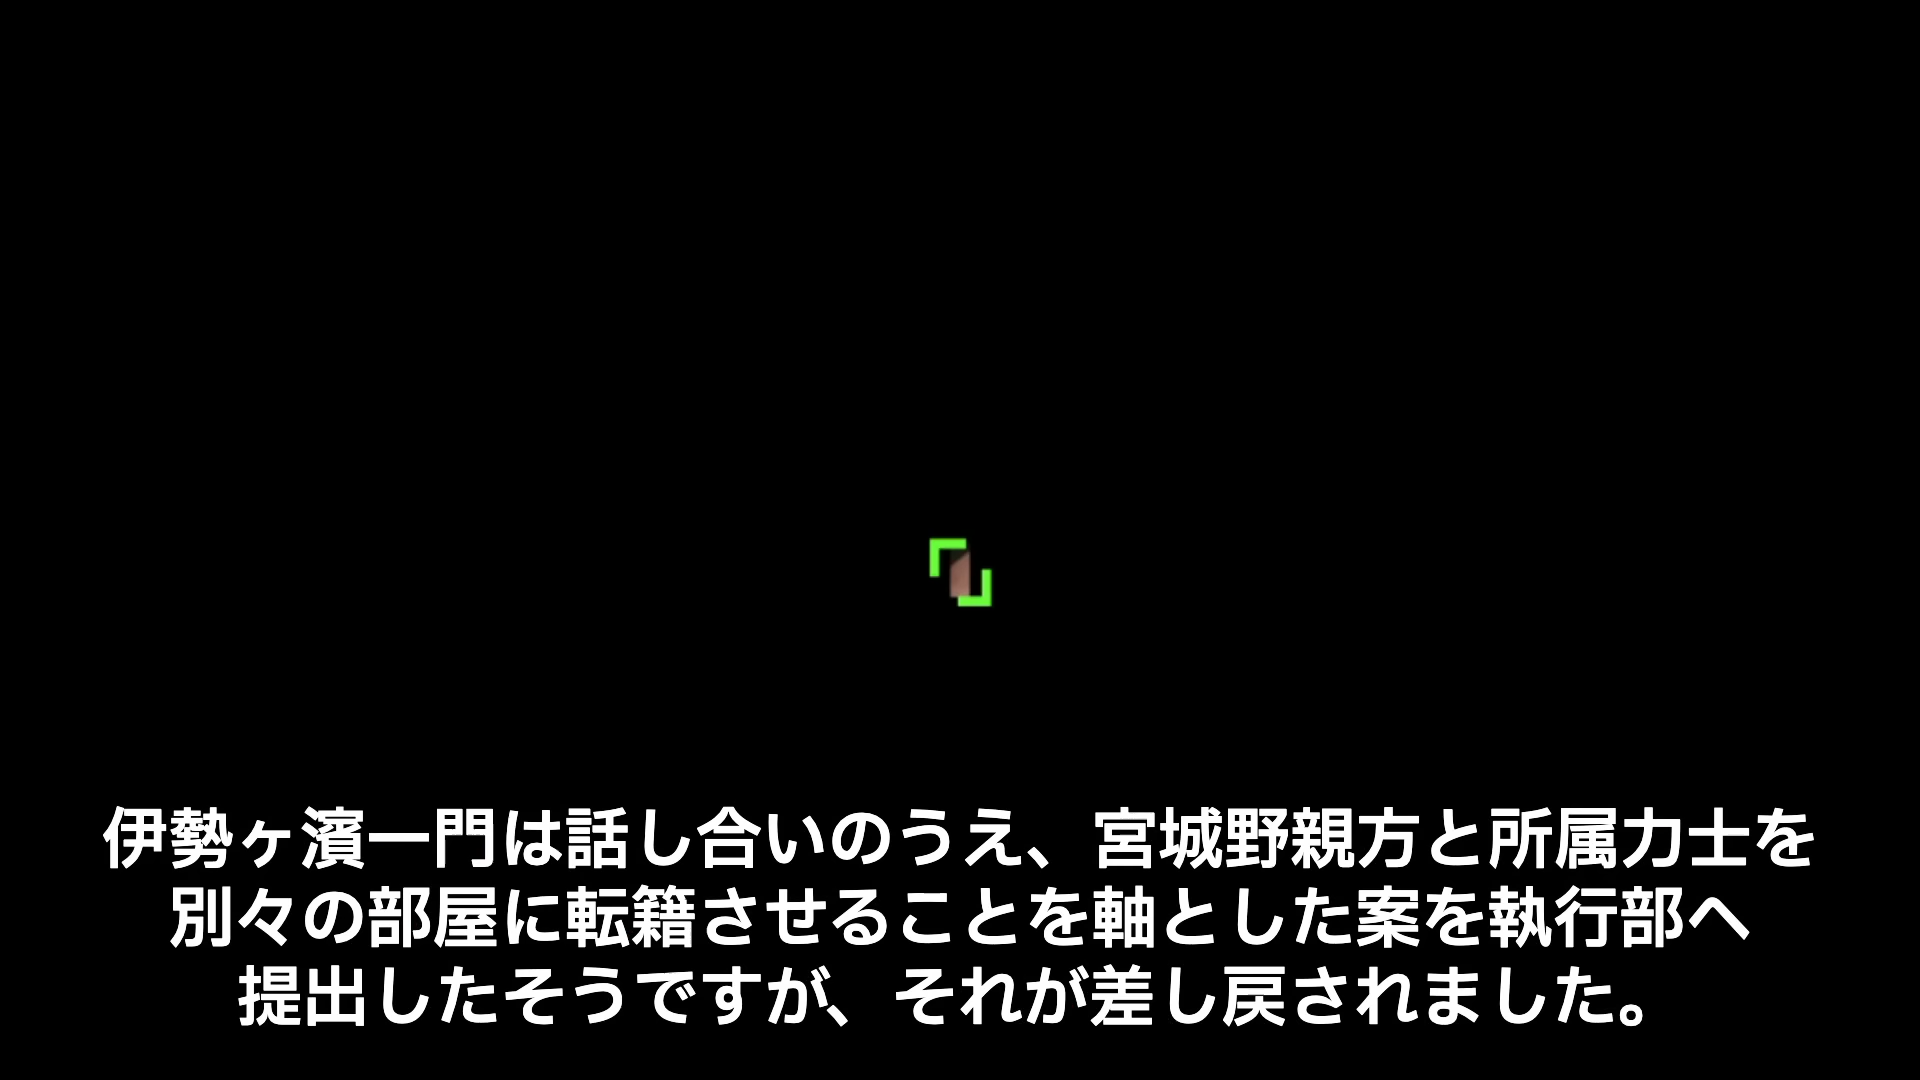 伊勢ヶ濱一門は話し合いのうえ、宮城野親方と所属力士を
別々の部屋に転籍させることを軸とした案を執行部へ
提出したそうですが、それが差し戻されました。